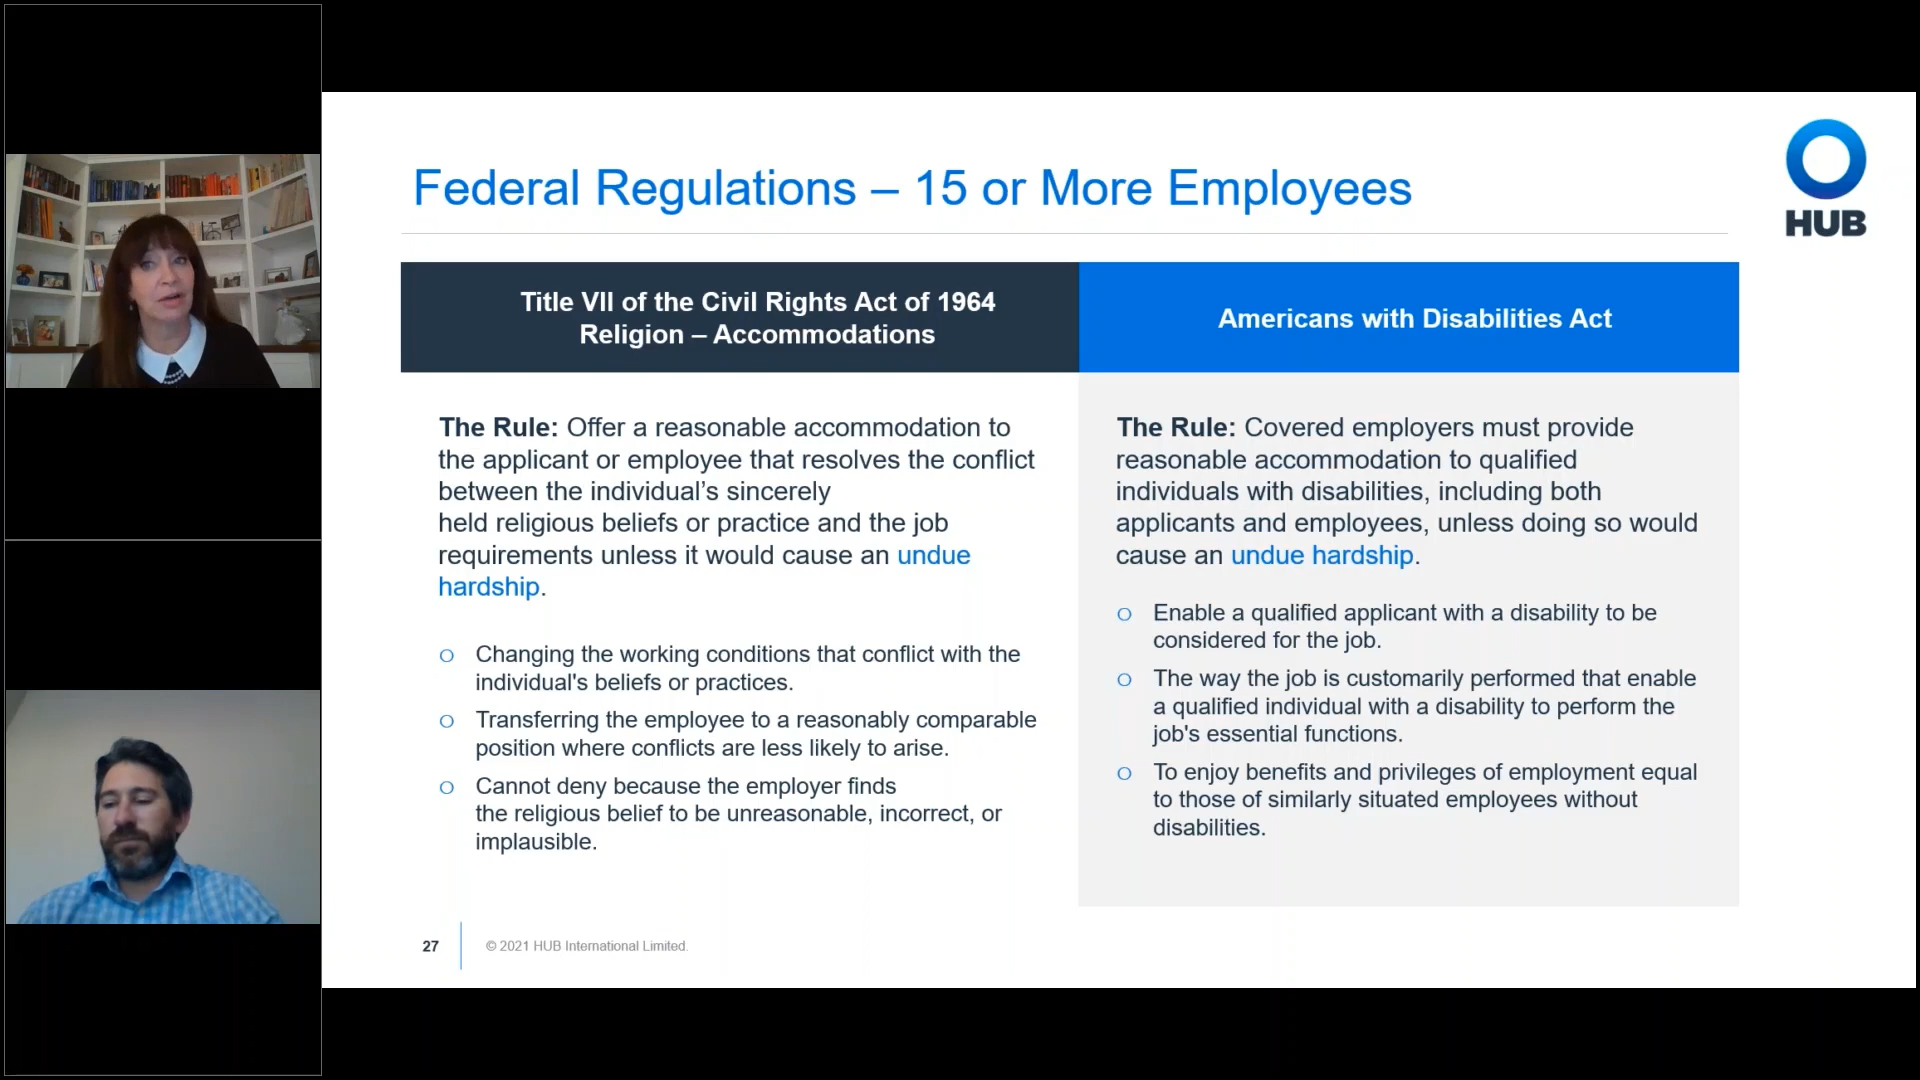 Federal Regulations – 15 or More Employees
HUB
Title VII of the Civil Rights Act of 1964
Religion – Accommodations
The Rule: Offer a reasonable accommodation to
the applicant or employee that resolves the conflict
between the individual’s sincerely
held religious beliefs or practice and the job
requirements unless it would cause an undue
hardship.
o Changing the working conditions that conflict with the
individual's beliefs or practices.
o Transferring the employee to a reasonably comparable
position where conflicts are less likely to arise.
o Cannot deny because the employer finds
the religious belief to be unreasonable, incorrect, or
implausible.
Americans with Disabilities Act
The Rule: Covered employers must provide
reasonable accommodation to qualified
individuals with disabilities, including both
applicants and employees, unless doing so would
cause an undue hardship.
o Enable a qualified applicant with a disability to be
considered for the job.
o The way the job is customarily performed that enable
a qualified individual with a disability to perform the
job's essential functions.
o To enjoy benefits and privileges of employment equal
to those of similarly situated employees without
disabilities.
27
© 2021 HUB International Limited.